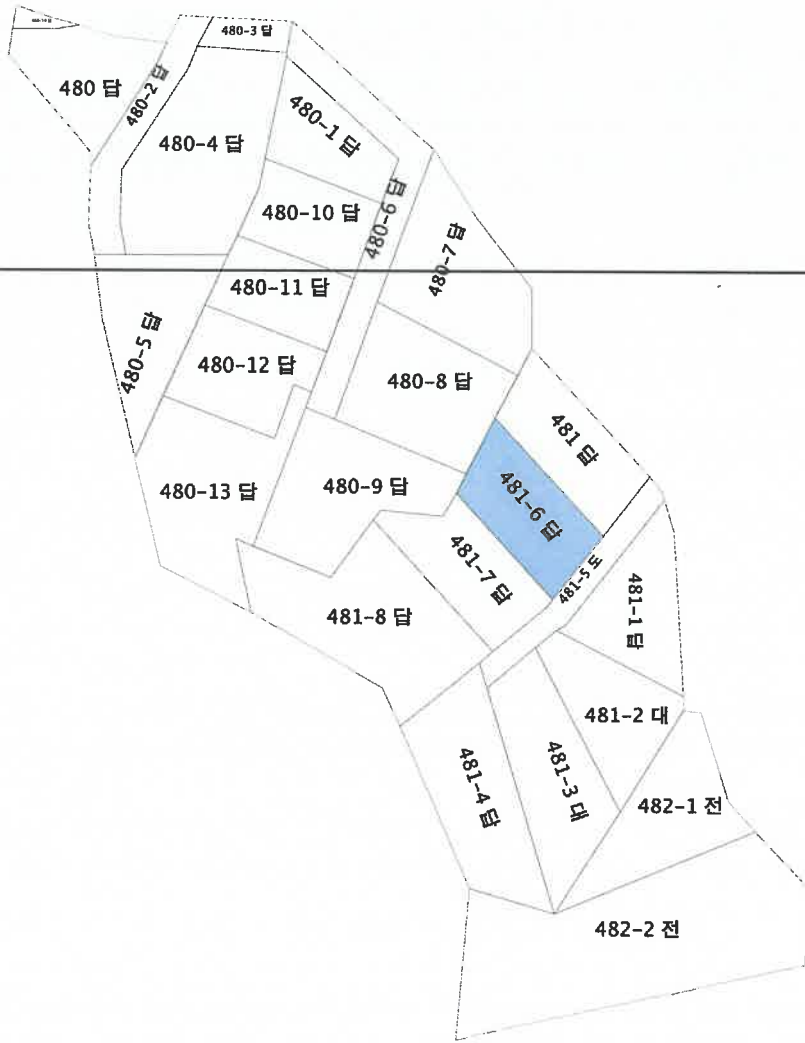 480-3 답
480 답
480-2 답
480-1 답
480-4 답
480-10 답
480-6 답
480-7 답
480-11 답
480-5 답
480-12 답
480-8 답
481 답
480-13 답
480-9 답
481-6 답
481-7 답
481-5 도
481-1 답
481-8 답
481-2 대
481-4 답
481-3 대
482-1 전
482-2 전